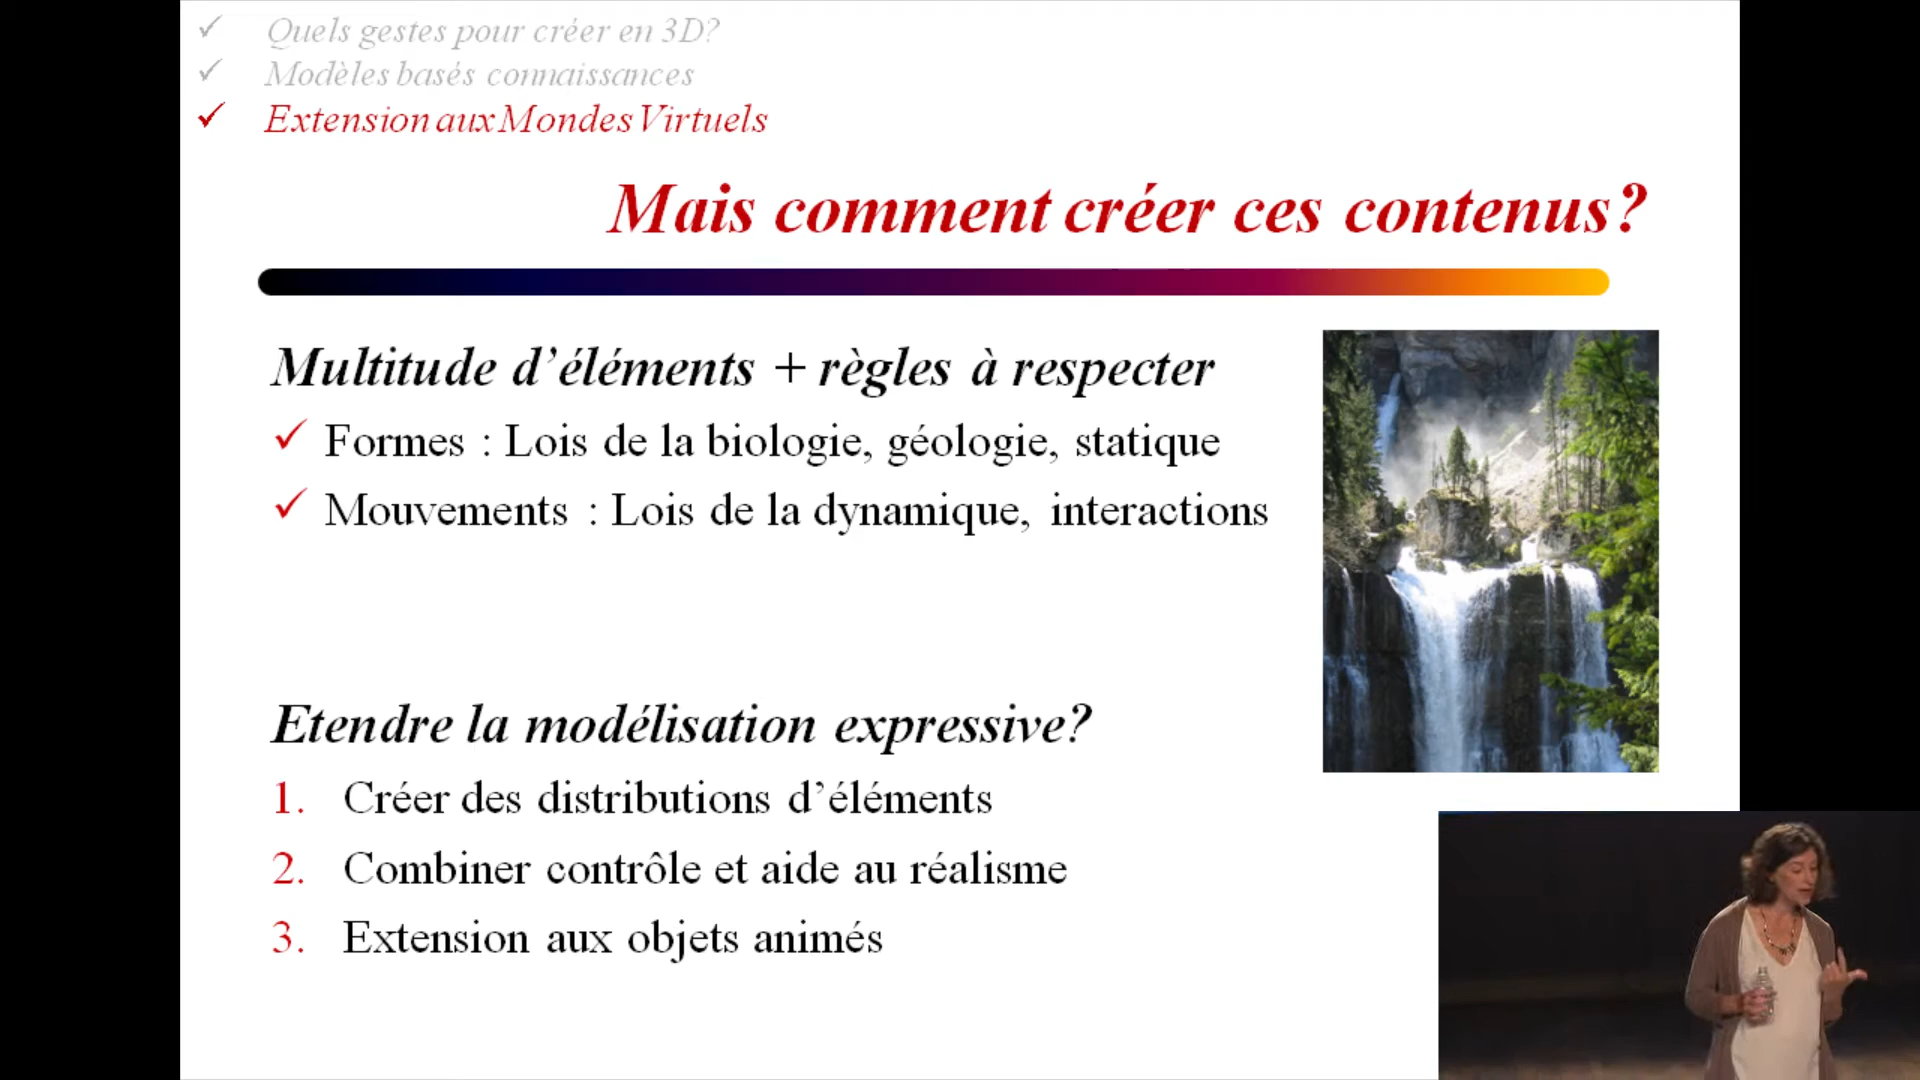 Quels gestes pour créer en 3D?
Modèles basés connaissances
Extension aux Mondes Virtuels
Mais comment créer ces contenus?
Multitude d’éléments + règles à respecter
Formes : Lois de la biologie, géologie, statique
Mouvements : Lois de la dynamique, interactions
Etendre la modélisation expressive?
1. Créer des distributions d’éléments
2. Combiner contrôle et aide au réalisme
3. Extension aux objets animés